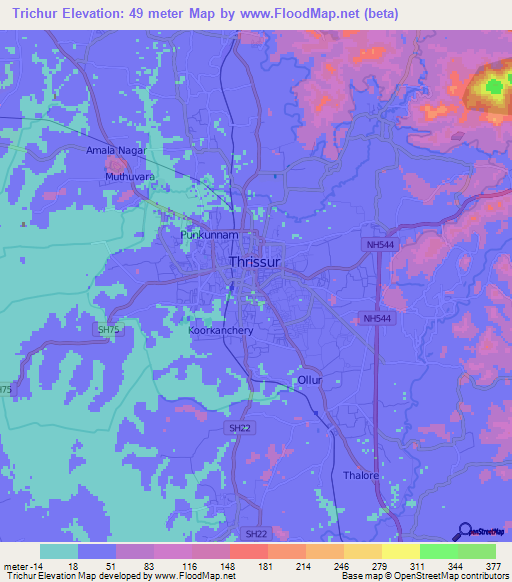 Trichur Elevation: 49 meter Map by www.FloodMap.net (beta)
Amala Nagar
Muthuvara
Punkunnam
NH544
Thrissur
NH544
SH75
Koorkanchery
Ollur
H75
SH22
Thalore
OpenStreetMap
SH22
meter -14 18 51 83 116 148 181 214 246 279 311 344 377
Trichur Elevation Map developed by www.FloodMap.net
Base map © OpenStreetMap contributors